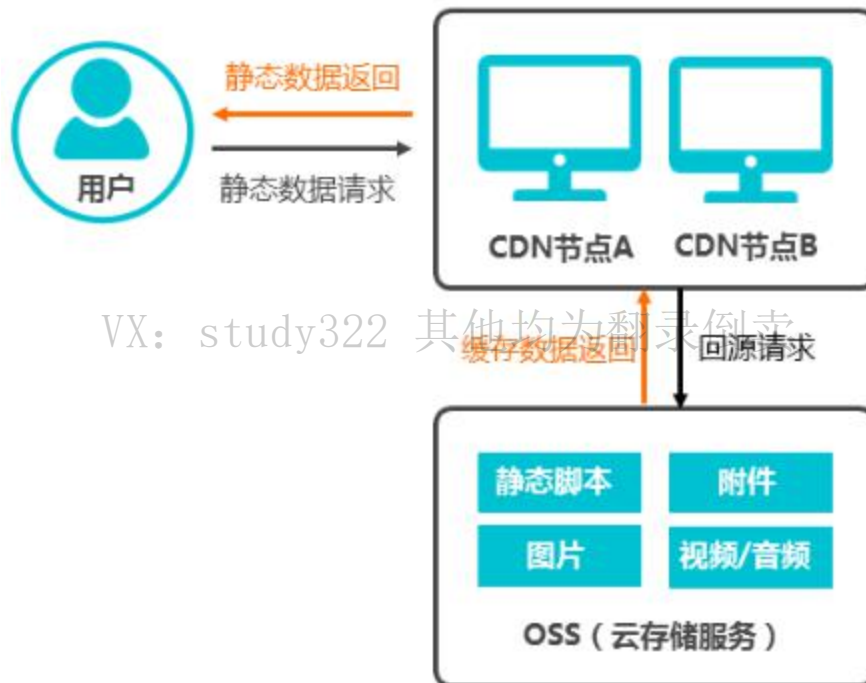 静态数据返回
用户
静态数据请求
CDN节点A
CDN节点B
VX: study322 其他均为翻录倒卖
缓存数据返回
回源请求
静态脚本
附件
图片
视频/音频
OSS（云存储服务）